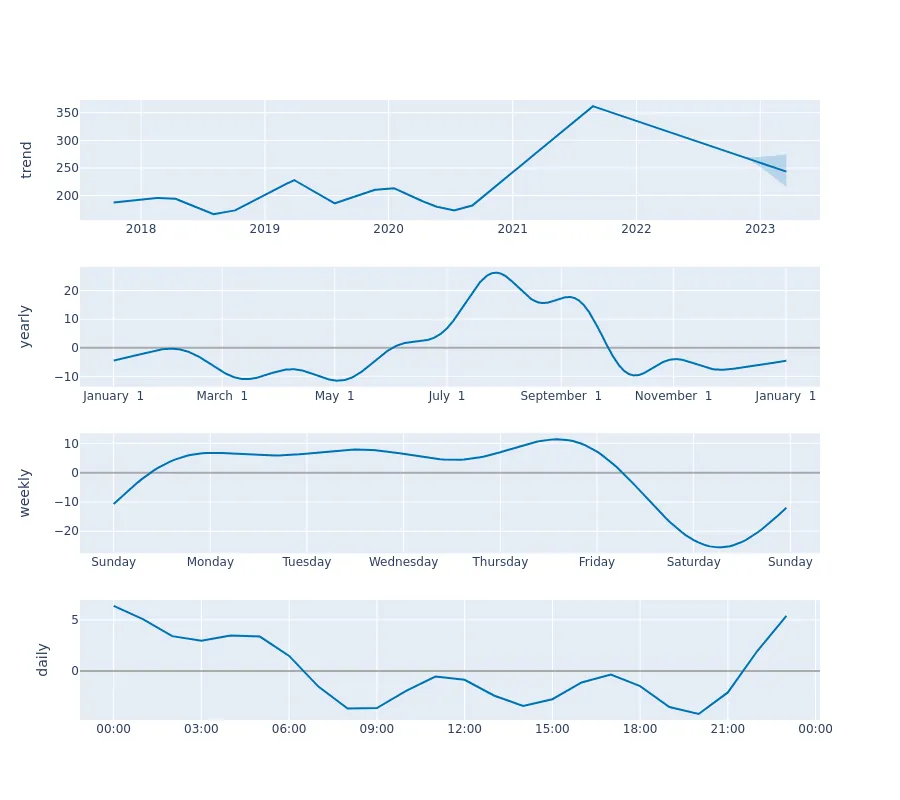 trend
350
300
250
200
2018 2019 2020 2021 2022 2023
yearly
20
10
0
−10
January 1 March 1 May 1 July 1 September 1 November 1 January 1
weekly
10
0
−10
−20
Sunday Monday Tuesday Wednesday Thursday Friday Saturday Sunday
daily
5
0
00:00 03:00 06:00 09:00 12:00 15:00 18:00 21:00 00:00